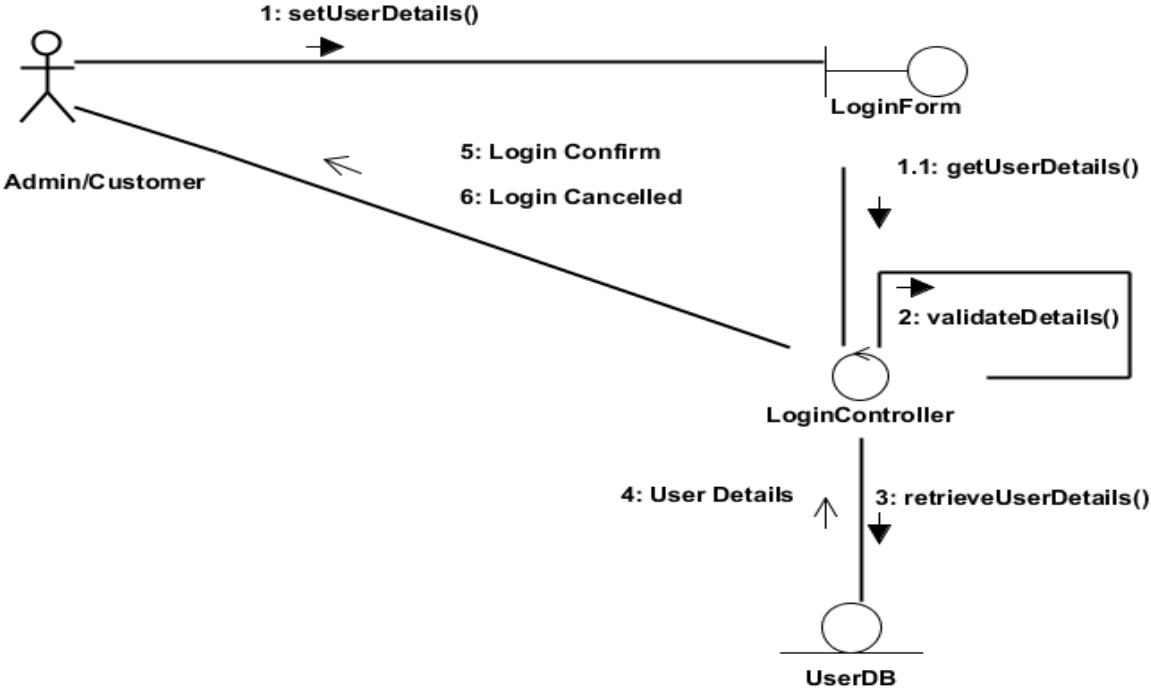 1: setUserDetails()
LoginForm
5: Login Confirm
1.1: getUserDetails()
Admin/Customer
6: Login Cancelled
2: validateDetails()
LoginController
4: User Details
3: retrieveUserDetails()
UserDB